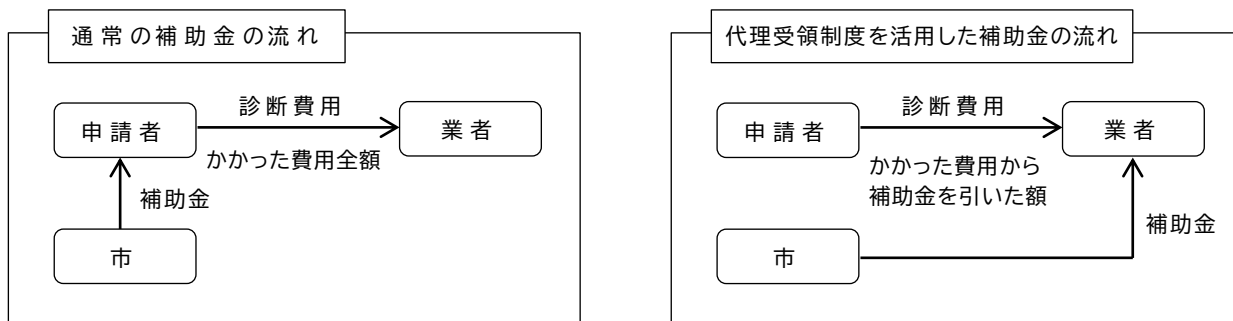 通常の補助金の流れ
申請者
診断費用
かかった費用全額
業者
補助金
市
代理受領制度を活用した補助金の流れ
申請者
診断費用
かかった費用から
補助金を引いた額
業者
補助金
市